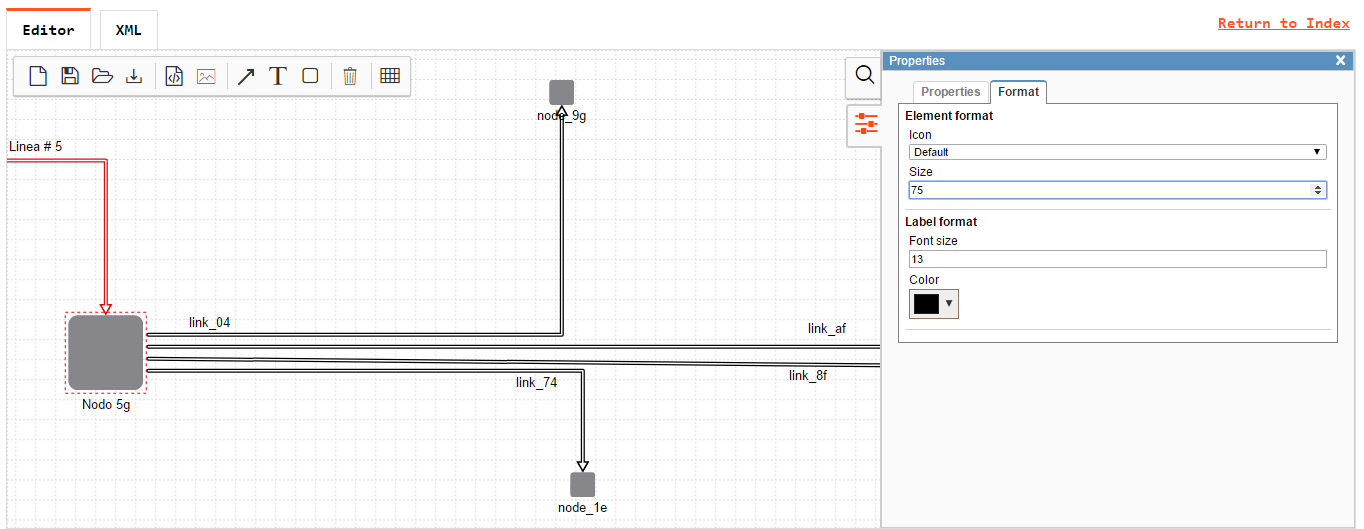 Editor
XML
Return to Index
Properties
Properties
Format
Element format
Icon
Default
Size
75
Label format
Font size
13
Color
T
node_9g
Linea # 5
link_04
link_af
link_8f
link_74
Nodo 5g
node_1e